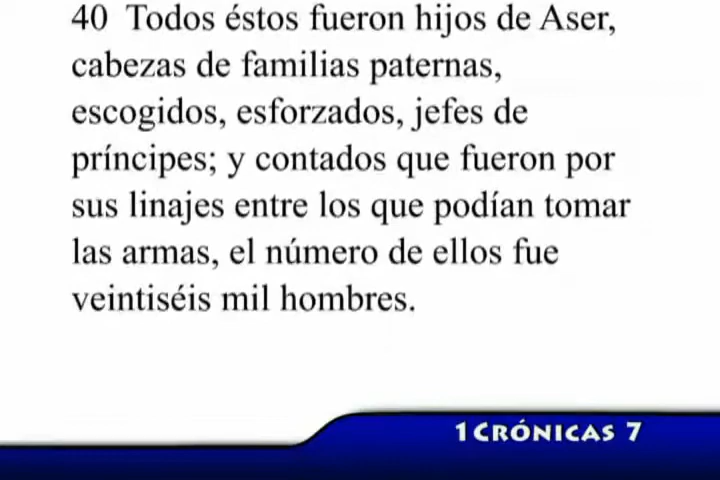 40  Todos éstos fueron hijos de Aser,
cabezas de familias paternas,
escogidos, esforzados, jefes de
príncipes; y contados que fueron por
sus linajes entre los que podían tomar
las armas, el número de ellos fue
veintiséis mil hombres.
1CRÓNICAS 7